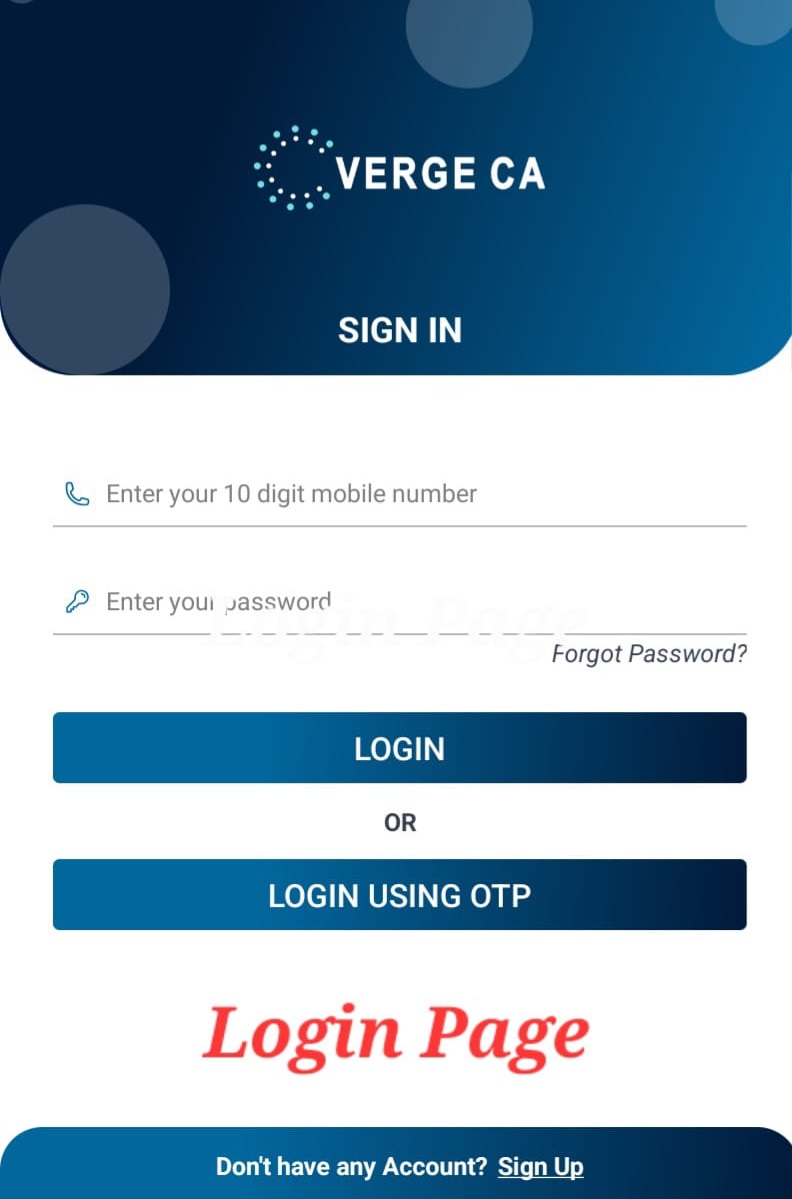 VERGE CA
SIGN IN
Enter your 10 digit mobile number
Enter your password
Login Page
Forgot Password?
LOGIN
OR
LOGIN USING OTP
Login Page
Don't have any Account? Sign Up